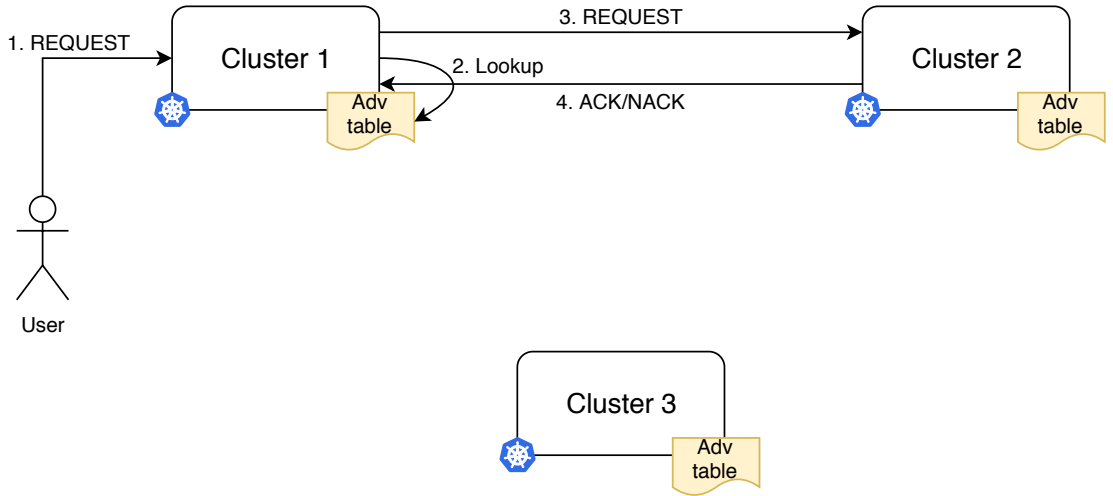 3. REQUEST
1. REQUEST
Cluster 1
2. Lookup
Cluster 2
Adv
table
4. ACK/NACK
Adv
table
User
Cluster 3
Adv
table